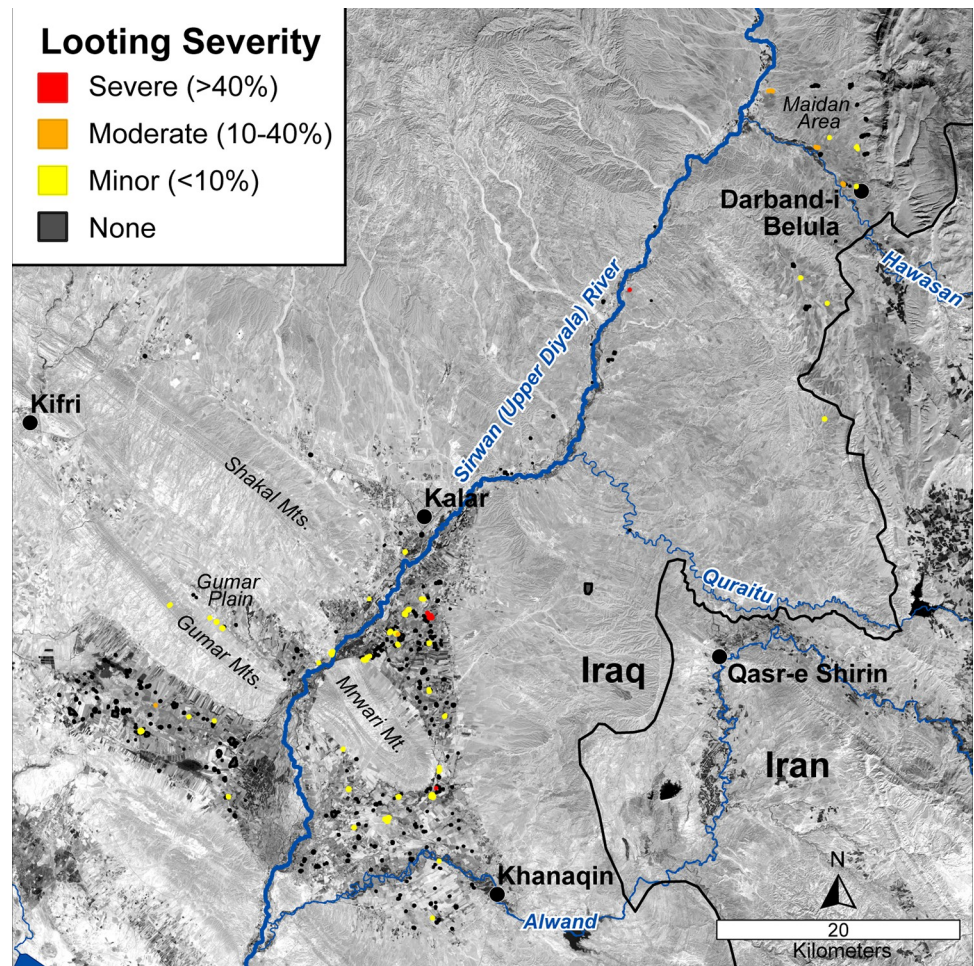 Looting Severity
Severe (>40%)
Moderate (10-40%)
Minor (<10%)
None
Maidan
Area
Darband-i
Belula
Hawasan
Sirwan (Upper Diyala) River
Kifri
Shakal Mts.
Kalar
Gumar
Plain
Gumar Mts.
Quraitu
Iraq
Qasr-e Shirin
Mrwari Mt.
Iran
Khanaqin
Alwand
N
20
Kilometers